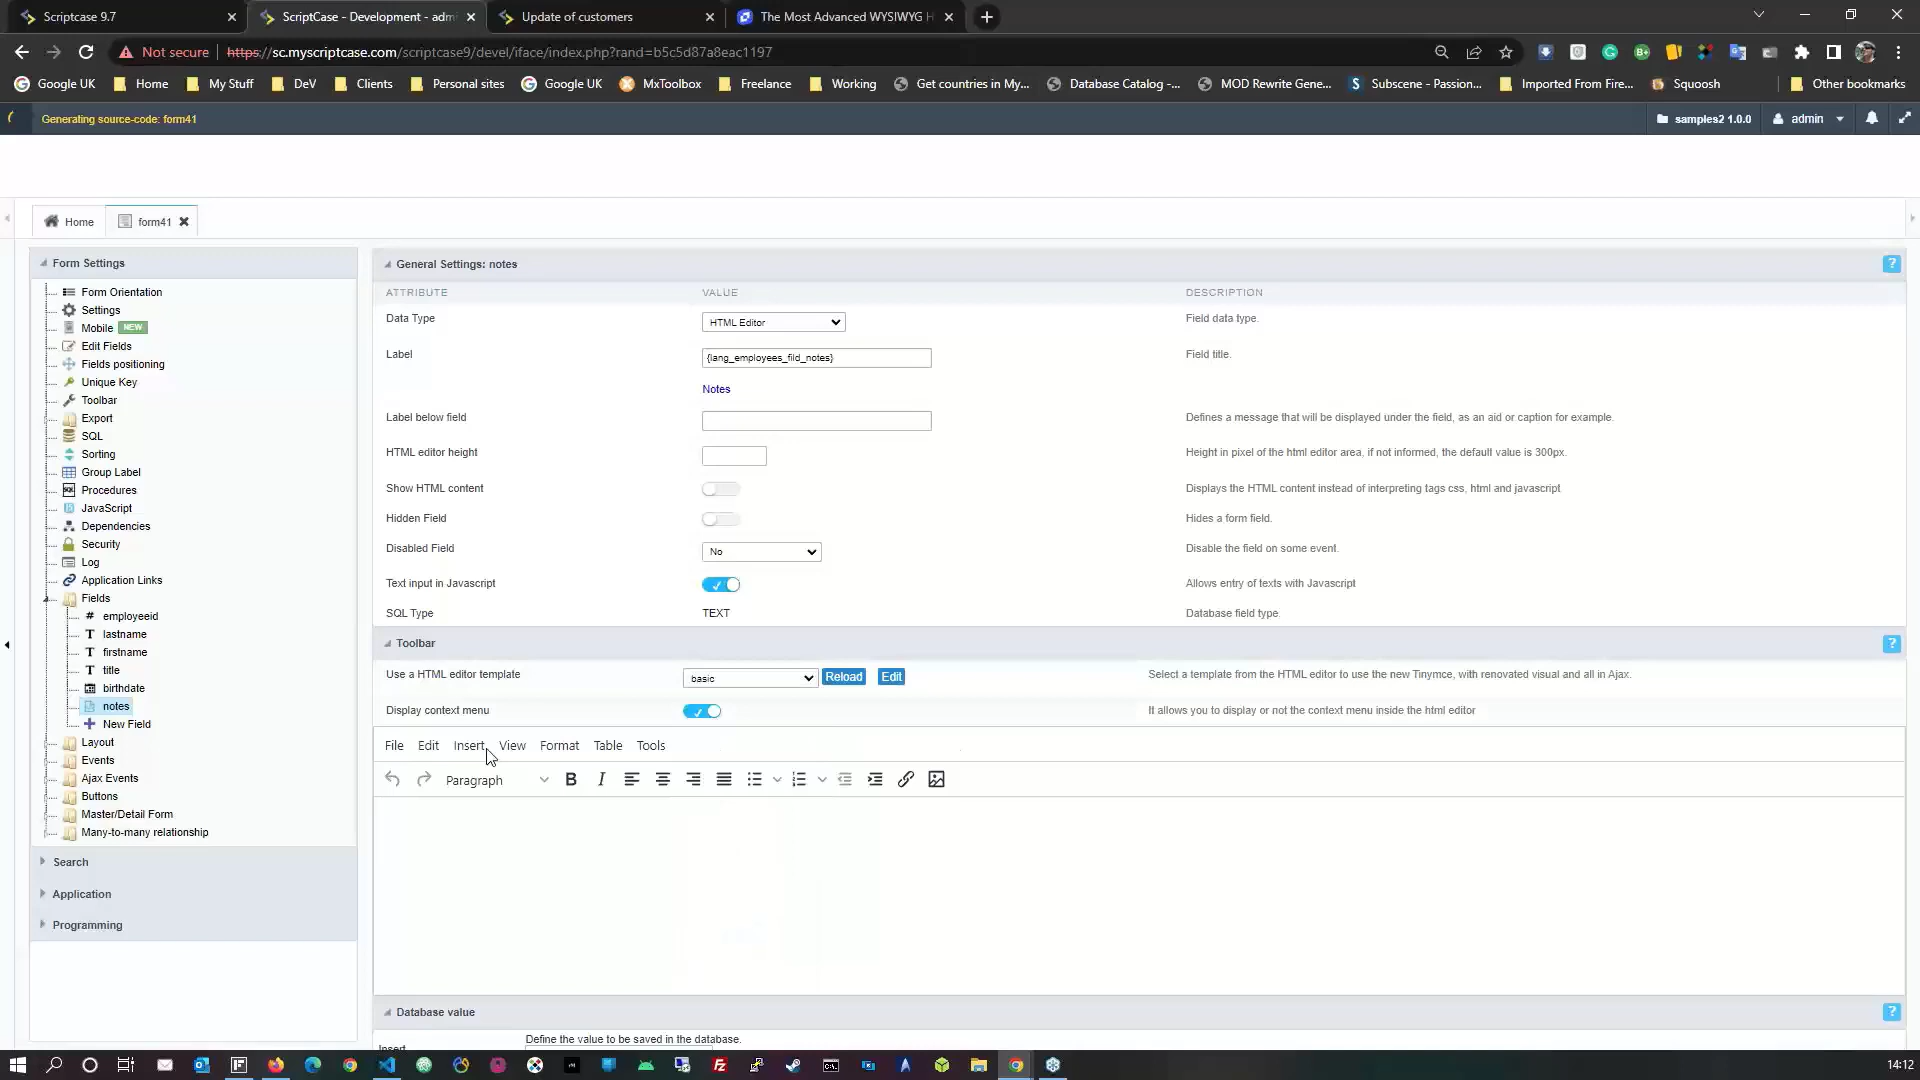 Scriptcase 9.7
ScriptCase - Development - adm
Update of customers
The Most Advanced WYSIWYG H
Not secure
https://sc.myscriptcase.com/scriptcase9/devel/iface/index.php?rand=b5c5d87a8eac1197
Google UK
Home
My Stuff
DeV
Clients
Personal sites
Google UK
MxToolbox
Freelance
Working
Get countries in My...
Database Catalog -...
MOD Rewrite Gene...
Subscene - Passion...
Imported From Fire...
Squoosh
Other bookmarks
Generating source-code: form41
samples2 1.0.0
admin
Home
form41
Form Settings
Form Orientation
Settings
Mobile NEW
Edit Fields
Fields positioning
Unique Key
Toolbar
Export
SQL
Sorting
Group Label
Procedures
JavaScript
Dependencies
Security
Log
Application Links
Fields
employeeid
lastname
firstname
title
birthdate
notes
New Field
Layout
Events
Ajax Events
Buttons
Master/Detail Form
Many-to-many relationship
Search
Application
Programming
General Settings: notes
ATTRIBUTE VALUE DESCRIPTION
Data Type HTML Editor Field data type.
Label {lang_employees_fild_notes} Field title.
Notes
Label below field Defines a message that will be displayed under the field, as an aid or caption for example.
HTML editor height Height in pixel of the html editor area, if not informed, the default value is 300px.
Show HTML content Displays the HTML content instead of interpreting tags css, html and javascript
Hidden Field Hides a form field.
Disabled Field No Disable the field on some event.
Text input in Javascript Allows entry of texts with Javascript
SQL Type TEXT Database field type.
Toolbar
Use a HTML editor template basic Reload Edit Select a template from the HTML editor to use the new Tinymce, with renovated visual and all in Ajax.
Display context menu It allows you to display or not the context menu inside the html editor
File Edit Insert View Format Table Tools
Paragraph
Database value
Define the value to be saved in the database.
Insert
14:12